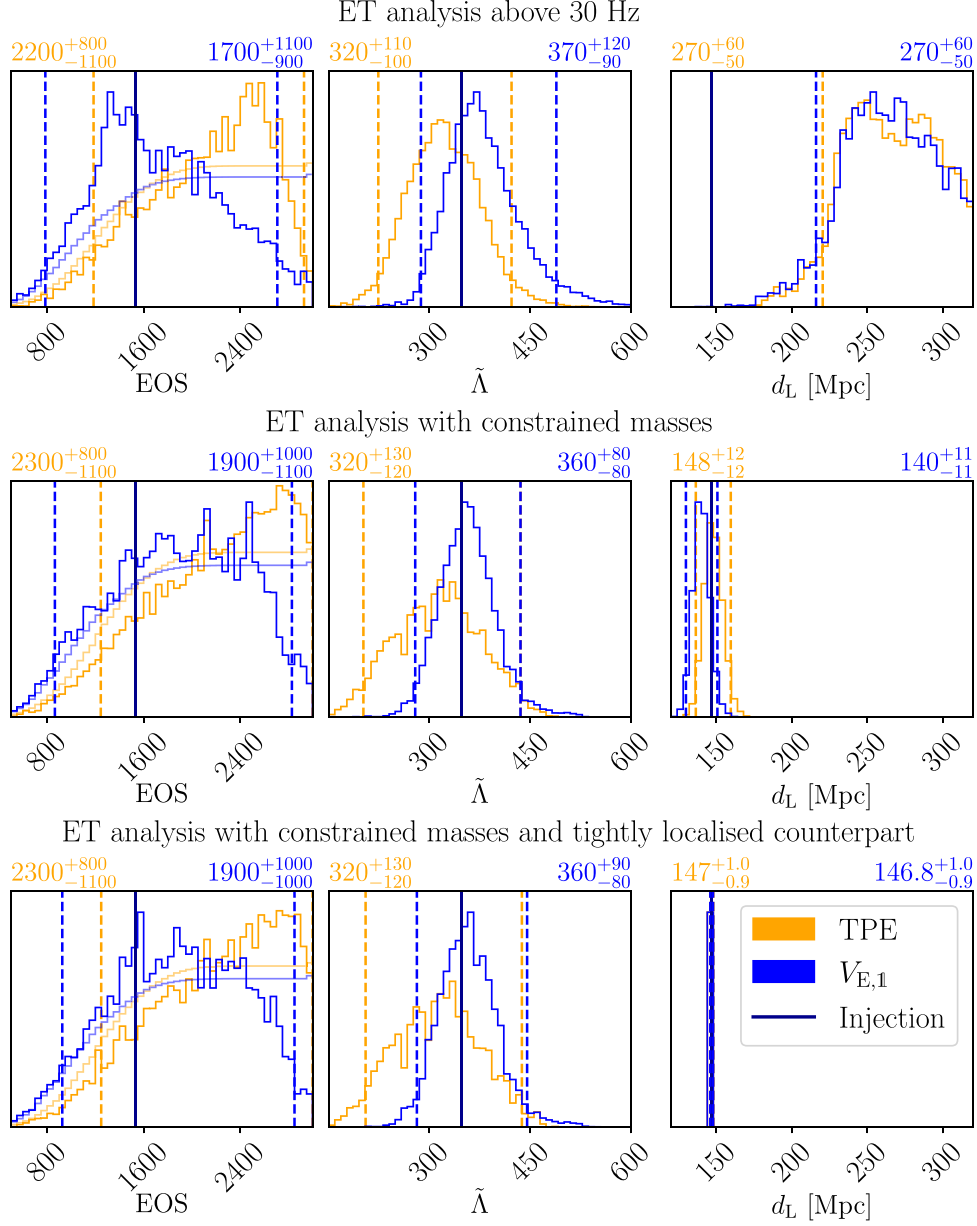 ET analysis above 30 Hz
2200^{+800}_{-1100} 1700^{+1100}_{-900} 320^{+110}_{-100} 370^{+120}_{-90} 270^{+60}_{-50} 270^{+60}_{-50}
800 1600 2400 300 450 600 150 200 250 300
EOS Λ̃ d_L [Mpc]
ET analysis with constrained masses
2300^{+800}_{-1100} 1900^{+1000}_{-1100} 320^{+130}_{-120} 360^{+80}_{-80} 148^{+12}_{-12} 140^{+11}_{-11}
800 1600 2400 300 450 600 150 200 250 300
EOS Λ̃ d_L [Mpc]
ET analysis with constrained masses and tightly localised counterpart
2300^{+800}_{-1100} 1900^{+1000}_{-1000} 320^{+130}_{-120} 360^{+90}_{-80} 147^{+1.0}_{-0.9} 146.8^{+1.0}_{-0.9}
TPE
V_{E,𝟙}
Injection
800 1600 2400 300 450 600 150 200 250 300
EOS Λ̃ d_L [Mpc]